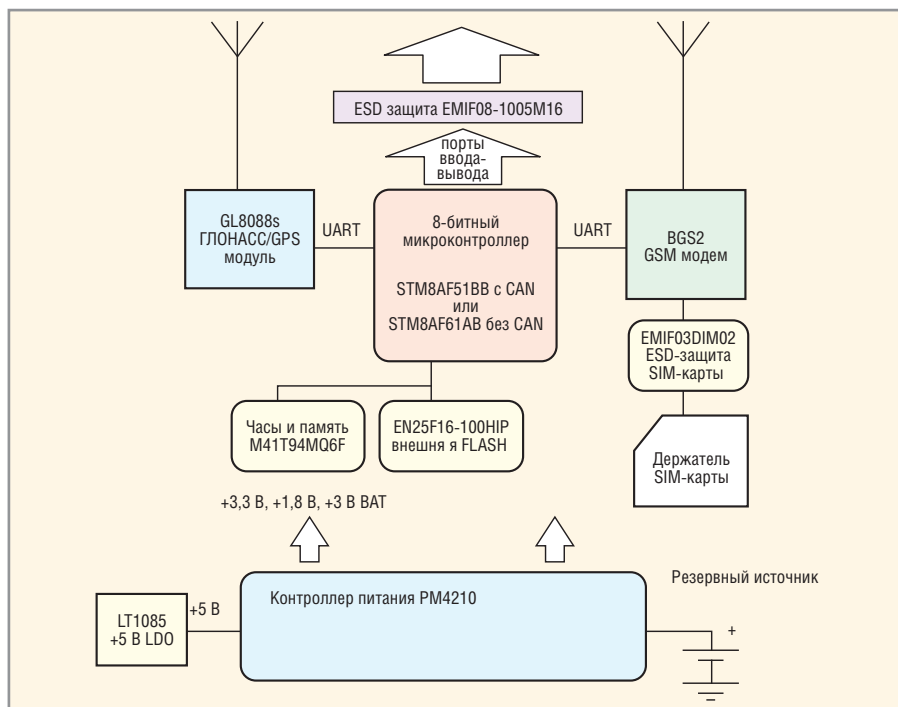 ESD защита EMIF08-1005M16
порты
ввода-
вывода
GL8088s
ГЛОНАСС/GPS
модуль
UART
8-битный
микроконтроллер
STM8AF51BB с CAN
или
STM8AF61AB без CAN
UART
BGS2
GSM модем
EMIF03DIM02
ESD-защита
SIM-карты
Часы и память
M41T94MQ6F
EN25F16-100HIP
внешня я FLASH
Держатель
SIM-карты
+3,3 В, +1,8 В, +3 В BAT
Резервный источник
Контроллер питания PM4210
LT1085
+5 В LDO
+5 В
+